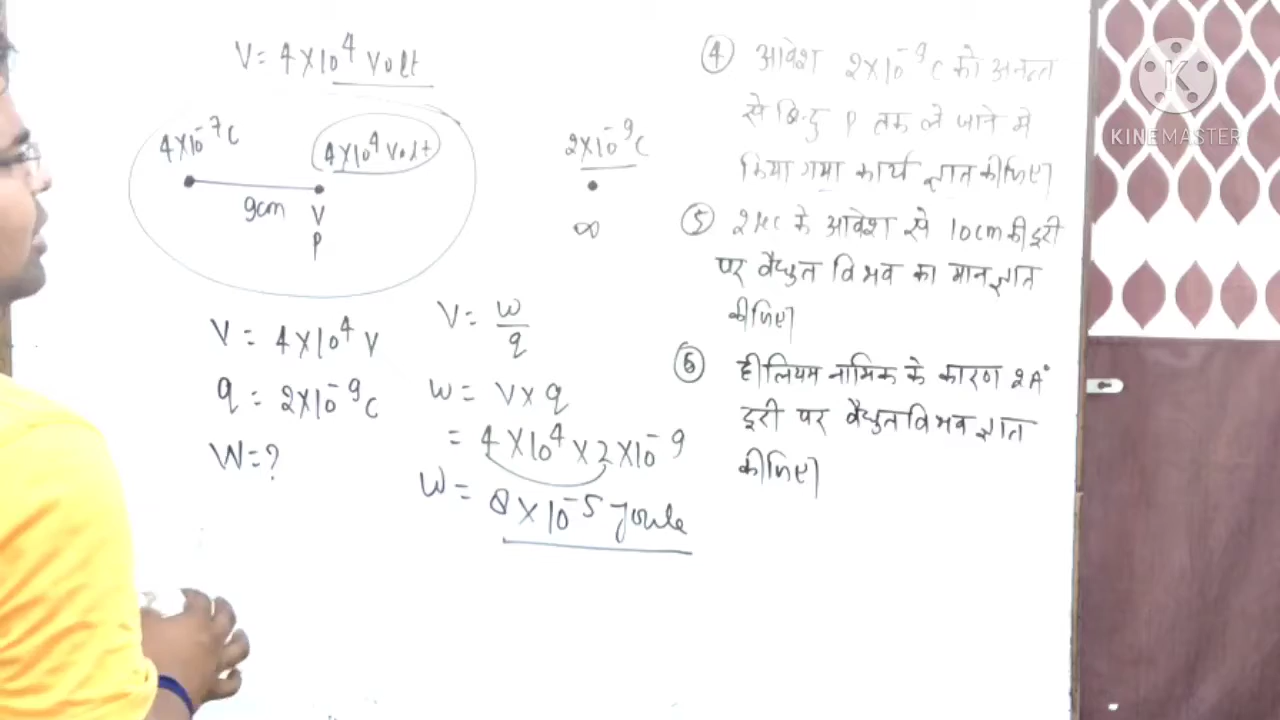 V = 4×10⁴ Volt
4×10⁻⁷C
4×10⁴ Volt
9cm
V
P
2×10⁻⁹C
∞
V = 4×10⁴ V
q = 2×10⁻⁹C
W = ?
V = w/q
W = V×q
= 4×10⁴×2×10⁻⁹
W = 8×10⁻⁵ Joule
④ आवेश 2×10⁻⁹C को अनन्त
से बिन्दु P तक ले जाने मे
किया गया कार्य ज्ञात कीजिए।
⑤ 2μC के आवेश से 10cm की दूरी
पर वैद्युत विभव का मान ज्ञात
कीजिए।
⑥ हीलियम नाभिक के कारण 2A°
दूरी पर वैद्युत विभव ज्ञात
कीजिए।
K
KINEMASTER